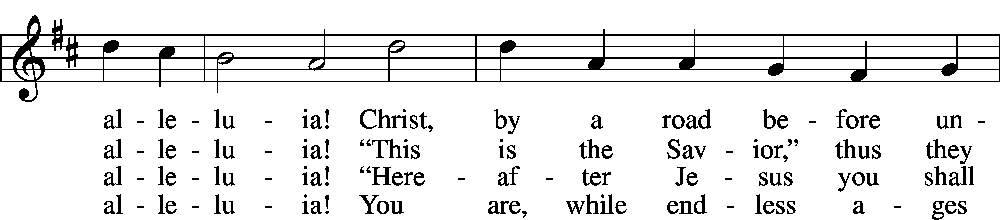 al - le - lu - ia! Christ, by a road be - fore un -
al - le - lu - ia! “This is the Sav - ior,” thus they
al - le - lu - ia! “Here - af - ter Je - sus you shall
al - le - lu - ia! You are, while end - less a - ges